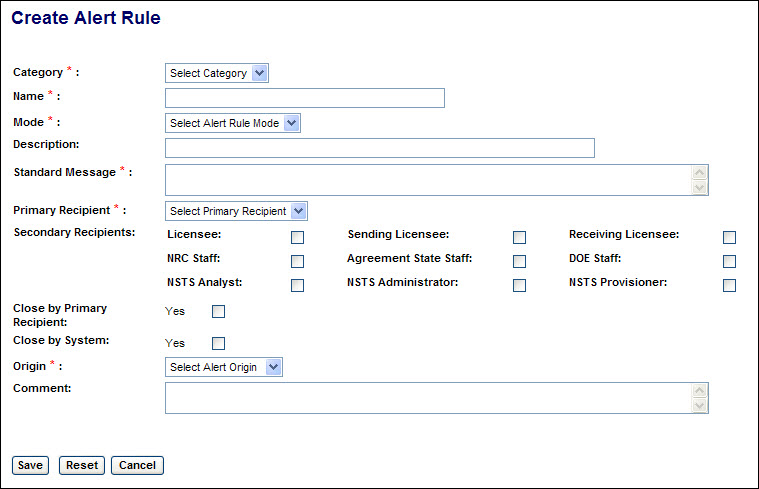 Create Alert Rule
Category * : Select Category
Name * :
Mode * : Select Alert Rule Mode
Description:
Standard Message * :
Primary Recipient * : Select Primary Recipient
Secondary Recipients: Licensee: Sending Licensee: Receiving Licensee:
NRC Staff: Agreement State Staff: DOE Staff:
NSTS Analyst: NSTS Administrator: NSTS Provisioner:
Close by Primary Yes
Recipient:
Close by System: Yes
Origin * : Select Alert Origin
Comment:
Save Reset Cancel